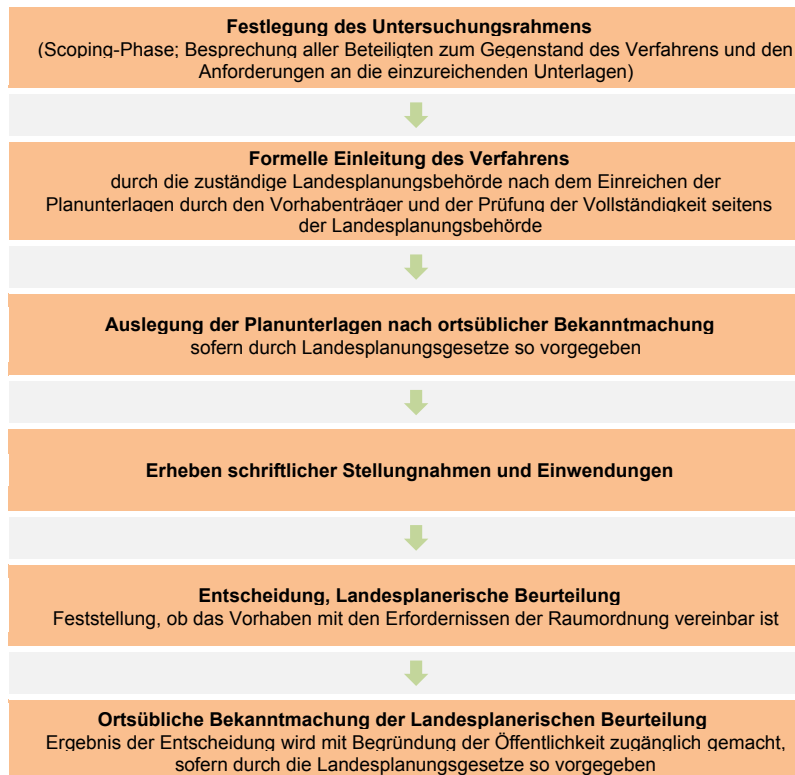 Festlegung des Untersuchungsrahmens
(Scoping-Phase; Besprechung aller Beteiligten zum Gegenstand des Verfahrens und den
Anforderungen an die einzureichenden Unterlagen)
Formelle Einleitung des Verfahrens
durch die zuständige Landesplanungsbehörde nach dem Einreichen der
Planunterlagen durch den Vorhabenträger und der Prüfung der Vollständigkeit seitens
der Landesplanungsbehörde
Auslegung der Planunterlagen nach ortsüblicher Bekanntmachung
sofern durch Landesplanungsgesetze so vorgegeben
Erheben schriftlicher Stellungnahmen und Einwendungen
Entscheidung, Landesplanerische Beurteilung
Feststellung, ob das Vorhaben mit den Erfordernissen der Raumordnung vereinbar ist
Ortsübliche Bekanntmachung der Landesplanerischen Beurteilung
Ergebnis der Entscheidung wird mit Begründung der Öffentlichkeit zugänglich gemacht,
sofern durch die Landesplanungsgesetze so vorgegeben